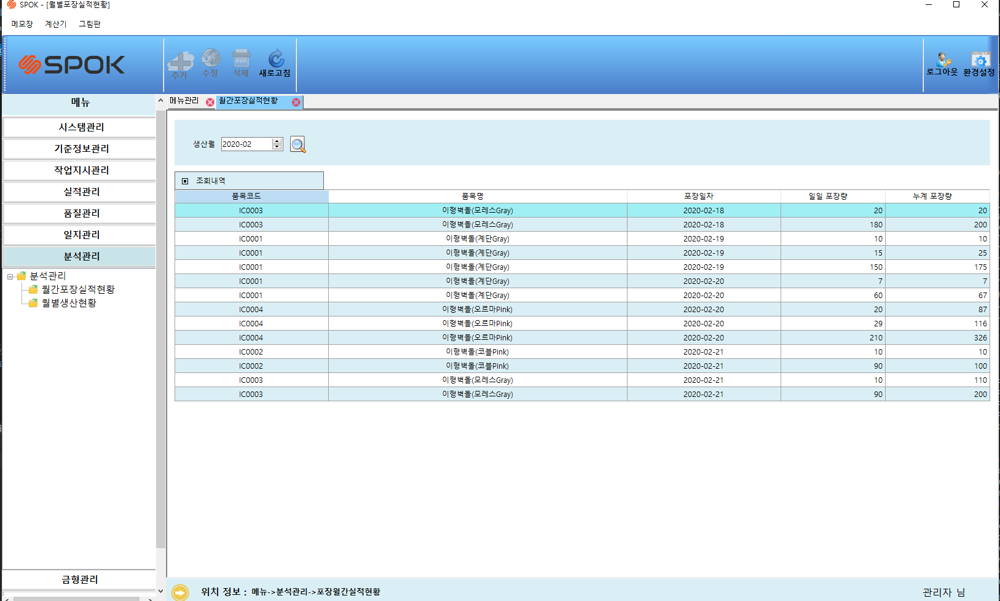 SPOK - [월별포장실적현황]
메모장 계산기 그림판
SPOK 추가 수정 삭제 새로고침 로그아웃 환경설정
메뉴
시스템관리
기준정보관리
작업지시관리
실적관리
품질관리
일지관리
분석관리
분석관리
월간포장실적현황
월별생산현황
금형관리
메뉴관리 월간포장실적현황
생산월 2020-02
조회내역
품목코드 품목명 포장일자 일일 포장량 누계 포장량
IC0003 이형벽돌(모레스Gray) 2020-02-18 20 20
IC0003 이형벽돌(모레스Gray) 2020-02-18 180 200
IC0001 이형벽돌(계단Gray) 2020-02-19 10 10
IC0001 이형벽돌(계단Gray) 2020-02-19 15 25
IC0001 이형벽돌(계단Gray) 2020-02-19 150 175
IC0001 이형벽돌(계단Gray) 2020-02-20 7 7
IC0001 이형벽돌(계단Gray) 2020-02-20 60 67
IC0004 이형벽돌(오르마Pink) 2020-02-20 20 87
IC0004 이형벽돌(오르마Pink) 2020-02-20 29 116
IC0004 이형벽돌(오르마Pink) 2020-02-20 210 326
IC0002 이형벽돌(코블Pink) 2020-02-21 10 10
IC0002 이형벽돌(코블Pink) 2020-02-21 90 100
IC0003 이형벽돌(모레스Gray) 2020-02-21 10 110
IC0003 이형벽돌(모레스Gray) 2020-02-21 90 200
위치 정보 : 메뉴->분석관리->포장월간실적현황
관리자 님